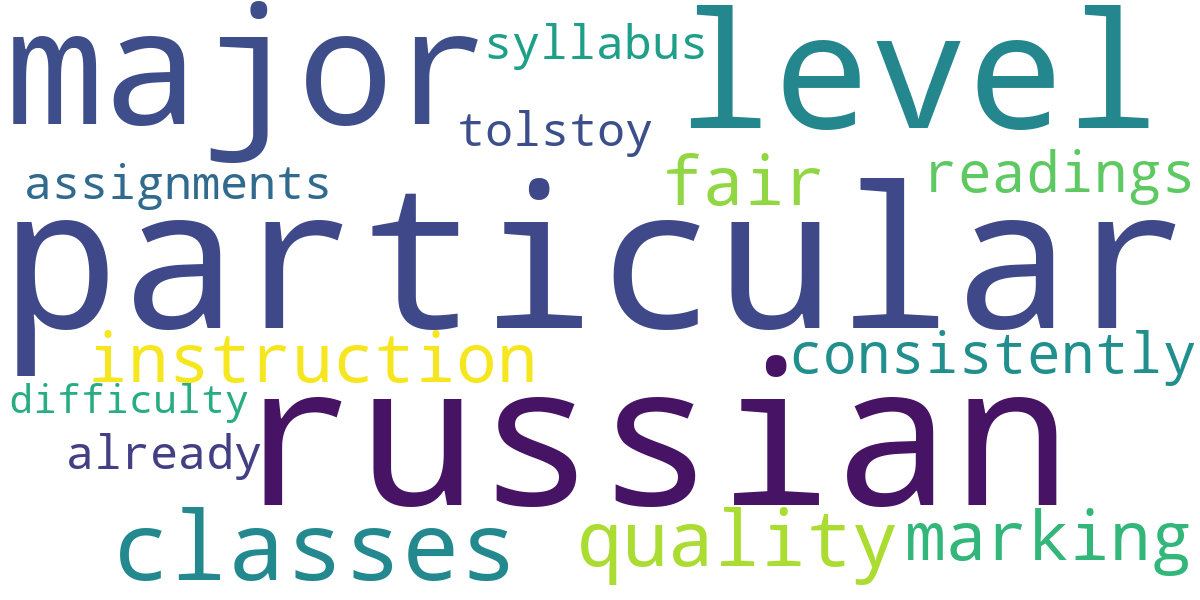 major
syllabus
level
tolstoy
assignments
fair
readings
particular
instruction
consistently
difficulty
russian
already
classes
quality
marking